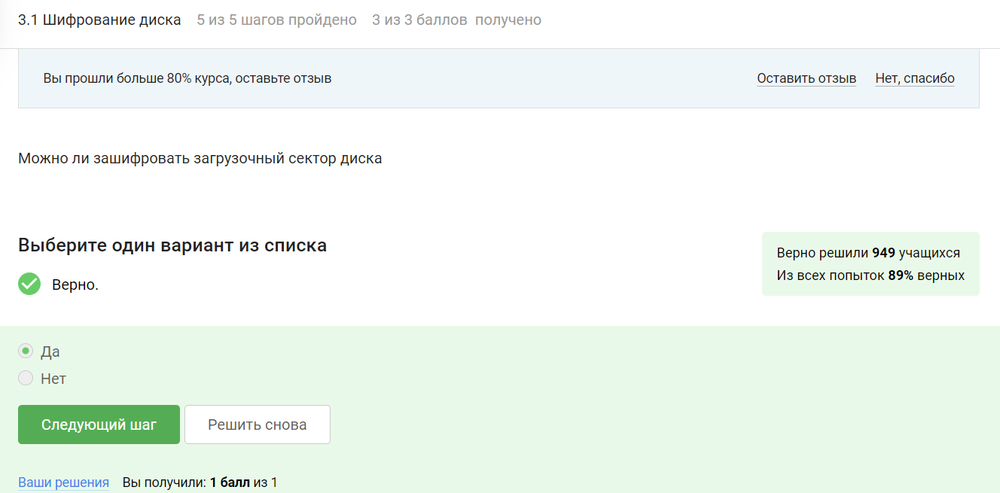 3.1 Шифрование диска 5 из 5 шагов пройдено 3 из 3 баллов получено
Вы прошли больше 80% курса, оставьте отзыв Оставить отзыв Нет, спасибо
Можно ли зашифровать загрузочный сектор диска
Выберите один вариант из списка
Верно.
Верно решили 949 учащихся
Из всех попыток 89% верных
Да
Нет
Следующий шаг Решить снова
Ваши решения Вы получили: 1 балл из 1